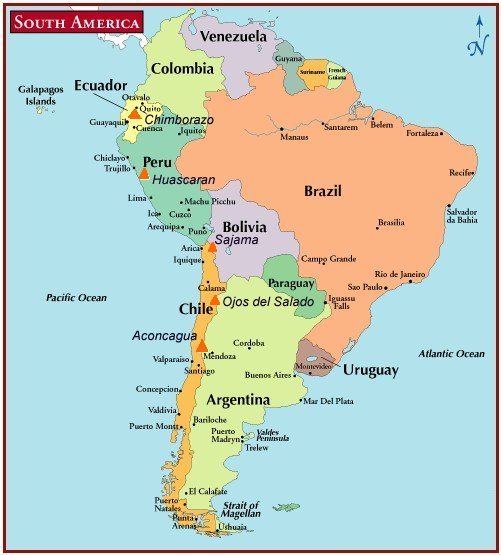 SOUTH AMERICA
N
Venezuela
Guyana
Suriname
French
Guiana
Colombia
Ecuador
Galapagos
Islands
Otavalo
Quito
Chimborazo
Guayaquil
Cuenca
Iquitos
Manaus
Santarem
Belem
Fortaleza
Chiclayo
Trujillo
Peru
Huascaran
Recife
Brazil
Lima
Machu Picchu
Cuzco
Ica
Arequipa
Puno
Salvador
da Bahia
Bolivia
Brasilia
Sajama
Arica
Iquique
Campo Grande
Calama
Paraguay
Rio de Janeiro
Sao Paulo
Pacific Ocean
Chile
Ojos del Salado
Iguassu
Falls
Aconcagua
Mendoza
Cordoba
Valparaiso
Santiago
Montevideo
Atlantic Ocean
Uruguay
Buenos Aires
Concepcion
Argentina
Mar Del Plata
Valdivia
Bariloche
Puerto Montt
Puerto
Madryn
Valdes
Peninsula
Trelew
El Calafate
Puerto
Natales
Strait of
Magellan
Punta
Arenas
Ushuaia